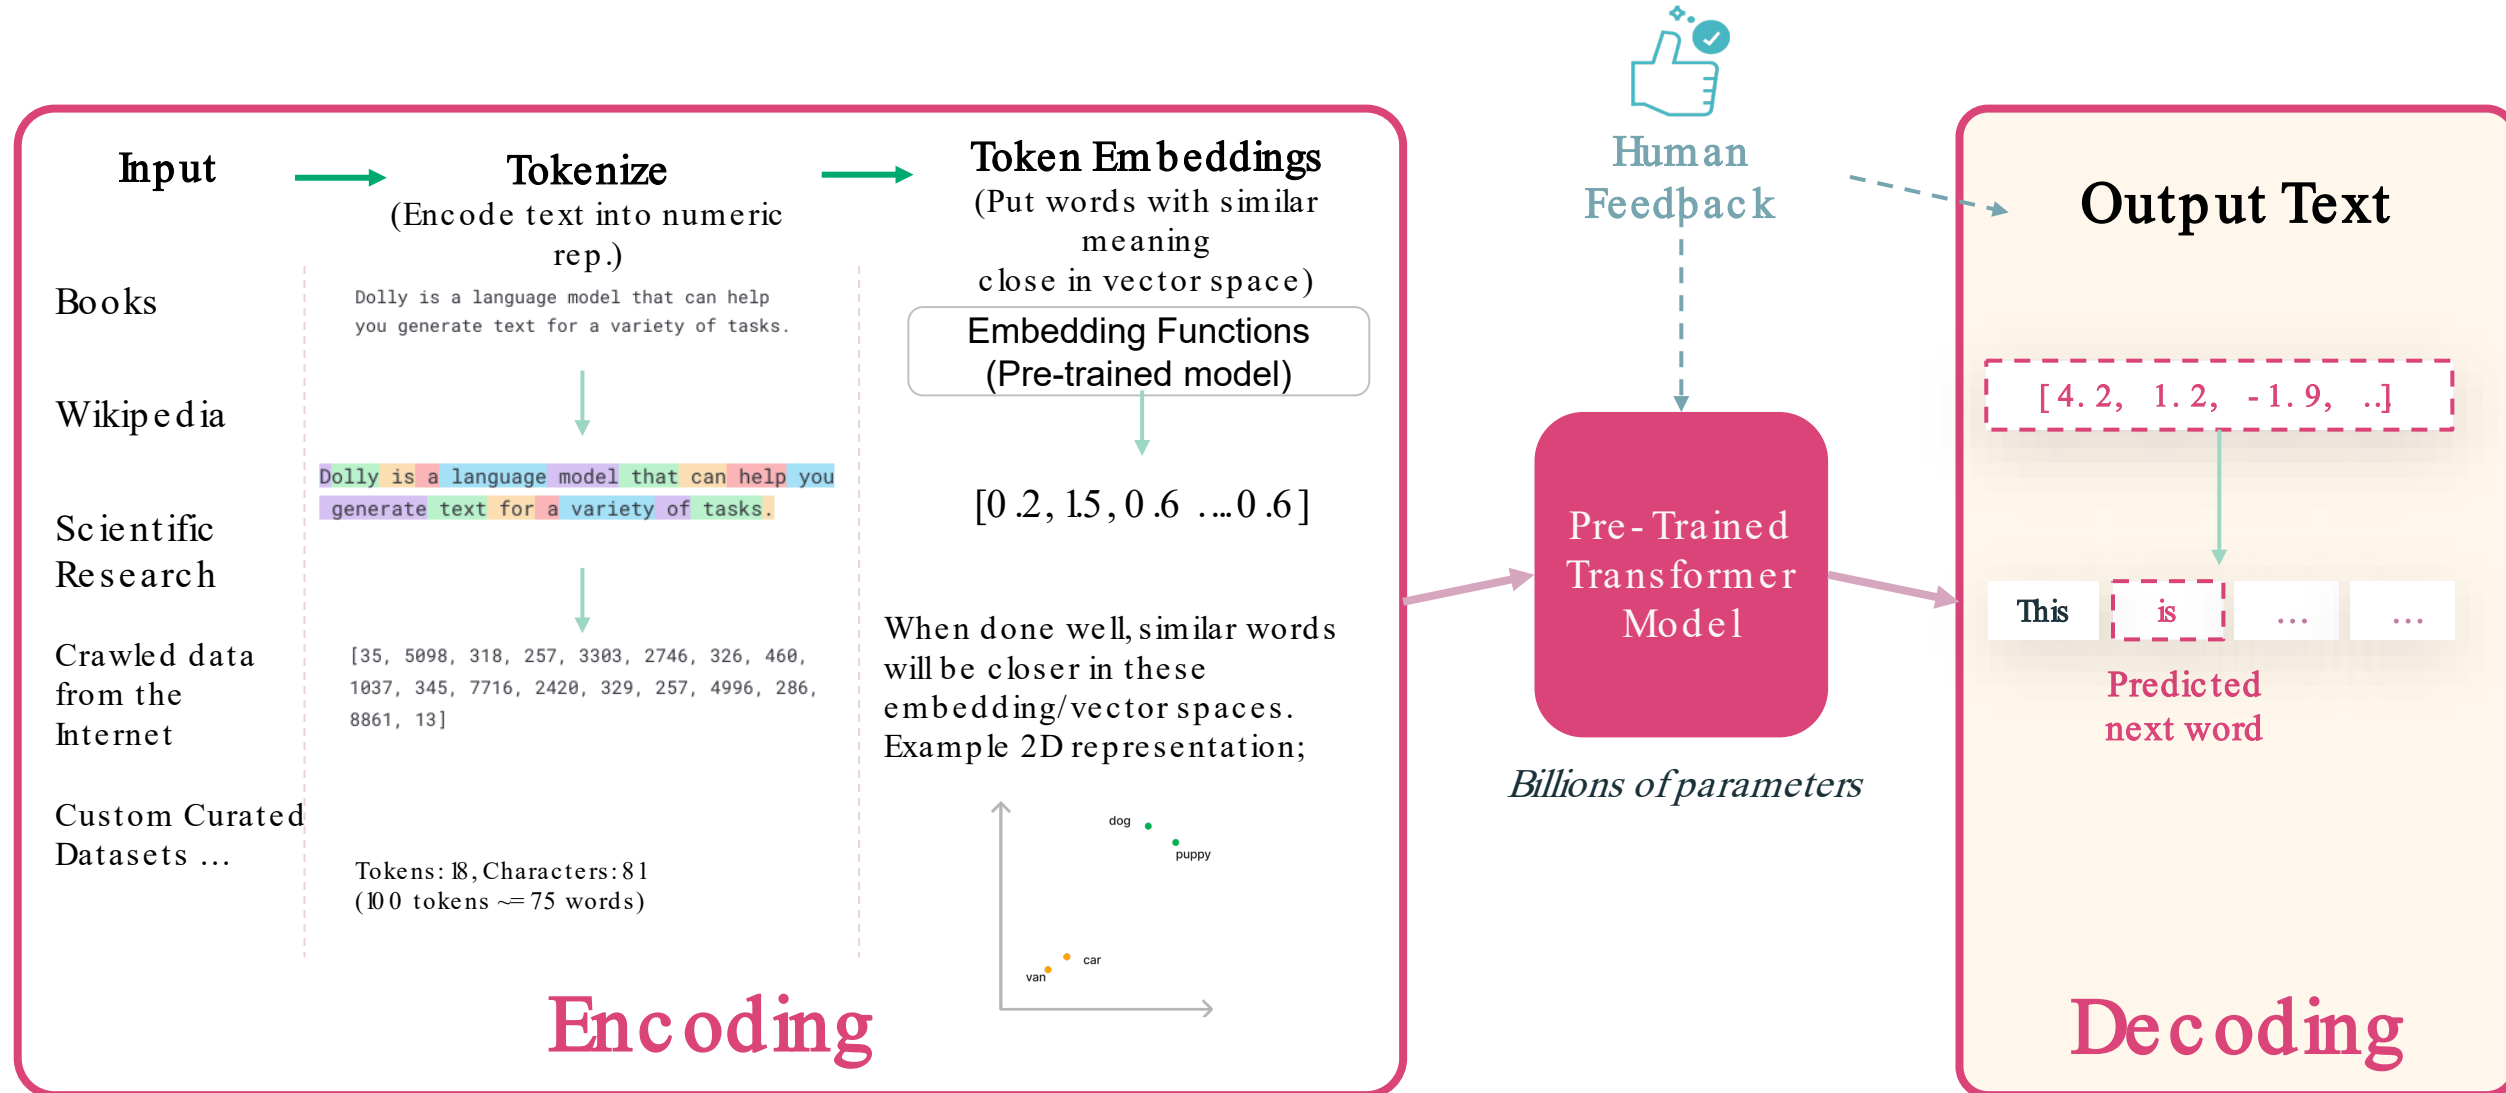 Input
Books
Wikipedia
Scientific
Research
Crawled data
from the
Internet
Custom Curated
Datasets ...
Tokenize
(Encode text into numeric
rep.)
Dolly is a language model that can help
you generate text for a variety of tasks.
Dolly is a language model that can help you
generate text for a variety of tasks.
[35, 5098, 318, 257, 3303, 2746, 326, 460,
1037, 345, 7716, 2420, 329, 257, 4996, 286,
8861, 13]
Tokens: 18, Characters: 81
(100 tokens ~= 75 words)
Token Embeddings
(Put words with similar
meaning
close in vector space)
Embedding Functions
(Pre-trained model)
[0.2, 1.5, 0.6 ....0.6]
When done well, similar words
will be closer in these
embedding/vector spaces.
Example 2D representation;
dog
puppy
car
van
Encoding
Human
Feedback
Pre-Trained
Transformer
Model
Billions of parameters
Output Text
[4.2, 1.2, -1.9, ..]
This is ... ...
Predicted
next word
Decoding